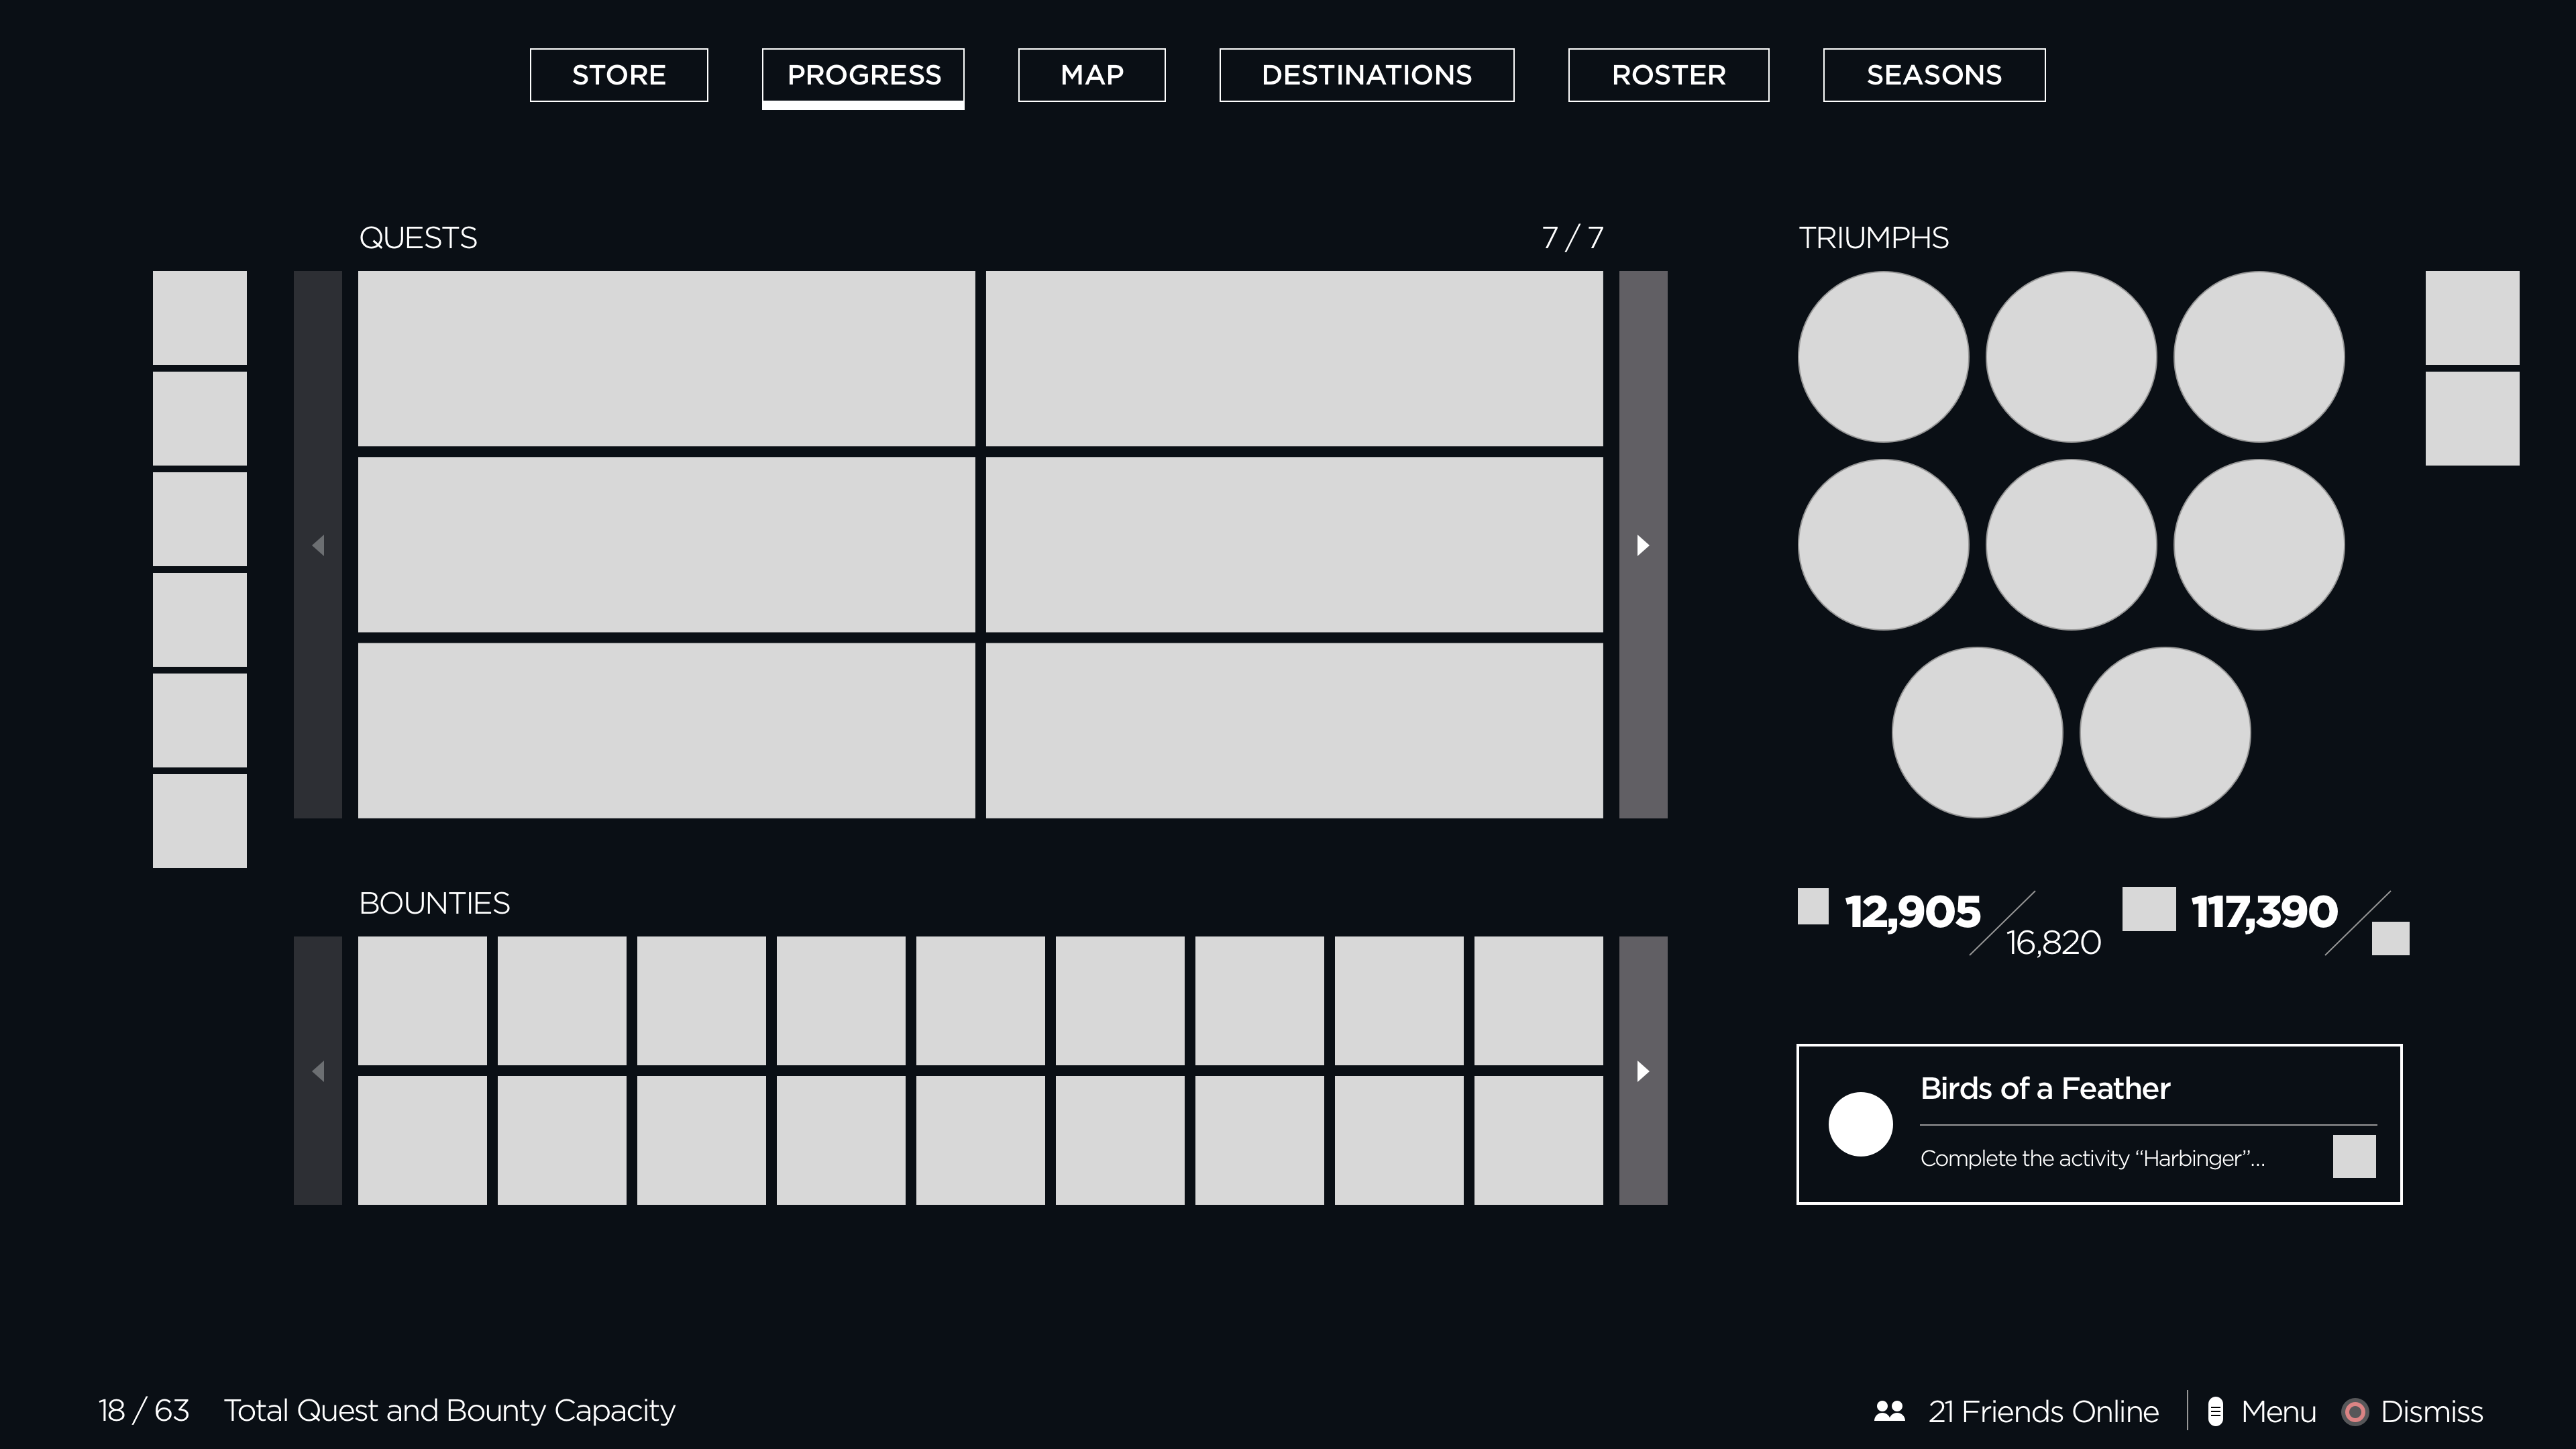 STORE PROGRESS MAP DESTINATIONS ROSTER SEASONS
QUESTS 7 / 7
TRIUMPHS
BOUNTIES
12,905 16,820 117,390
Birds of a Feather
Complete the activity “Harbinger”...
18 / 63 Total Quest and Bounty Capacity
21 Friends Online Menu Dismiss